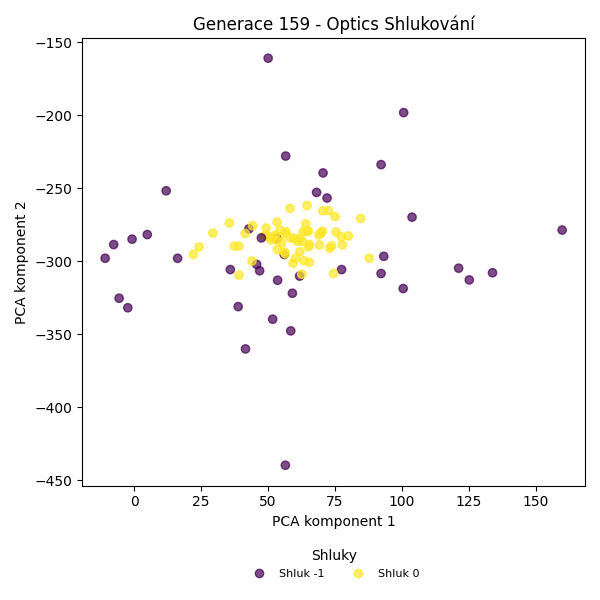 Generace 159 - Optics Shlukování
−150
−200
−250
−300
−350
−400
−450
PCA komponent 2
0
25
50
75
100
125
150
PCA komponent 1
Shluky
Shluk -1
Shluk 0